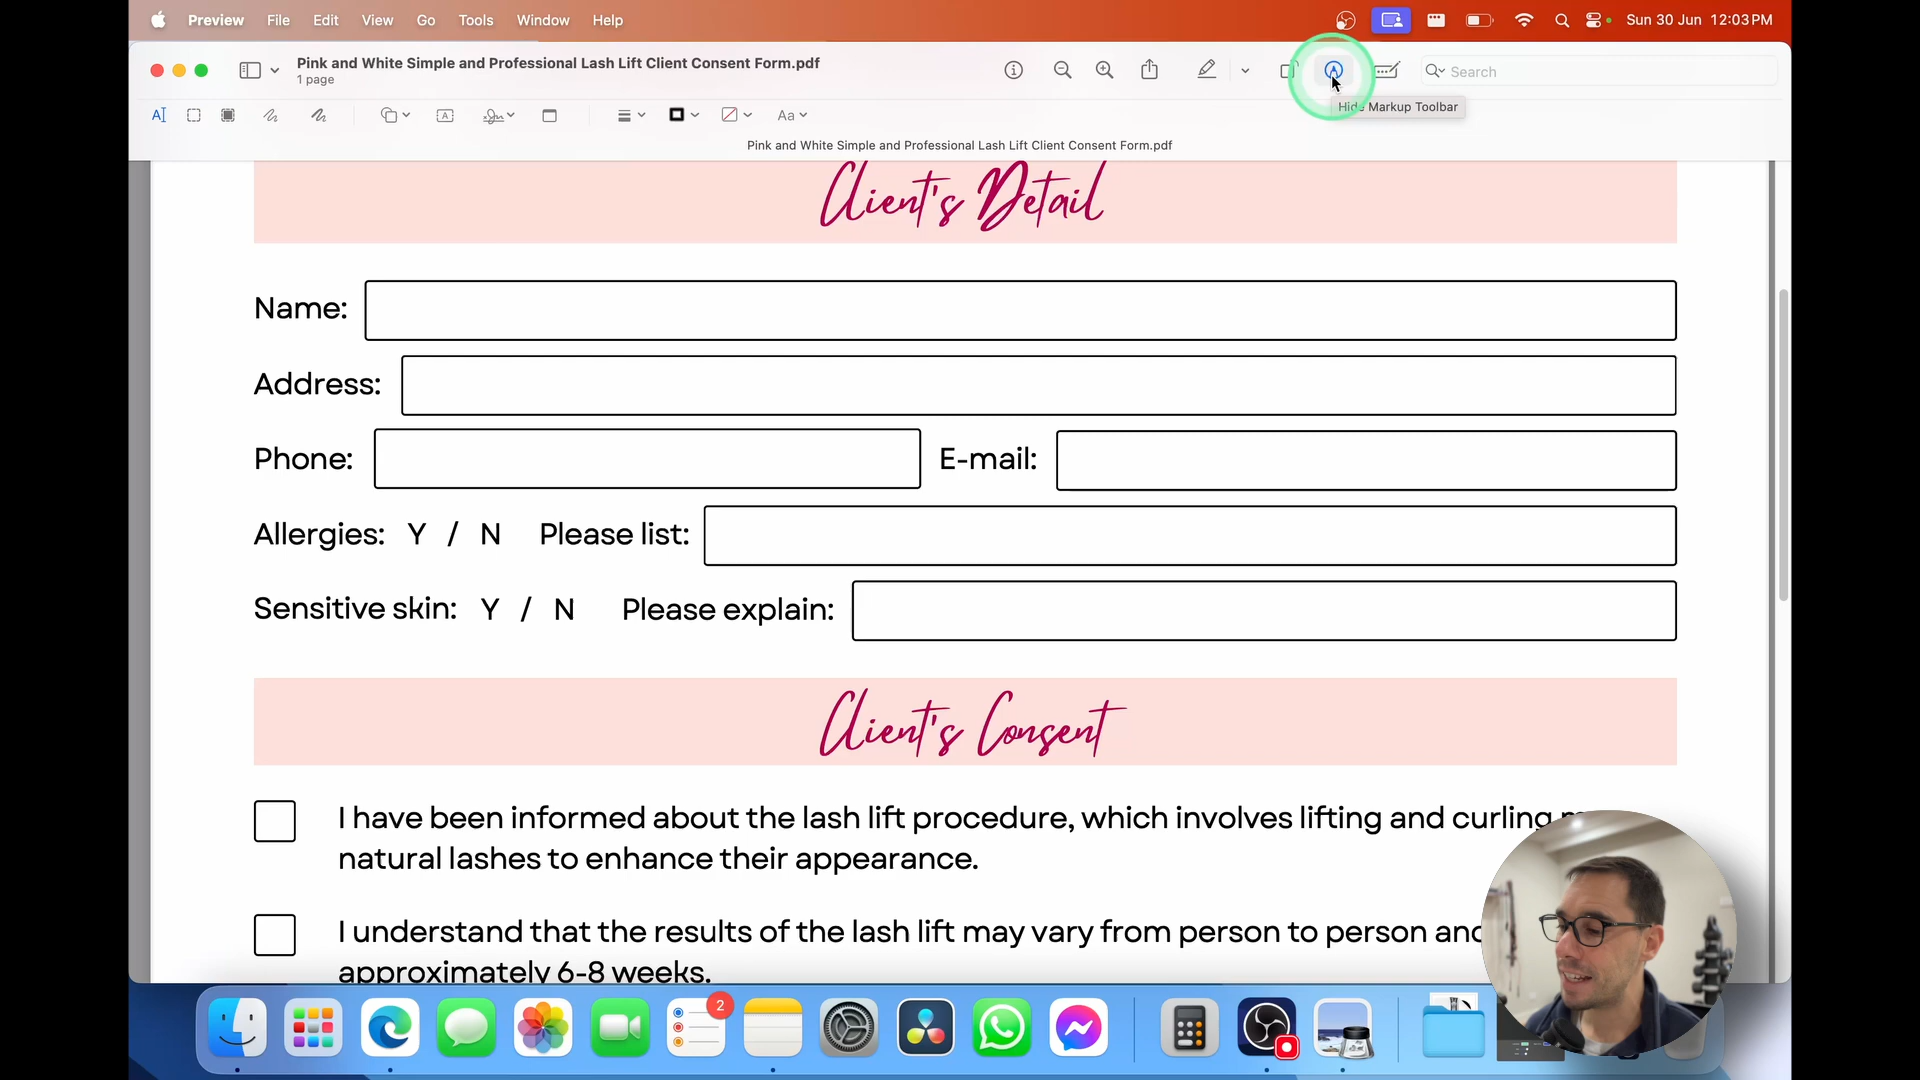 Preview File Edit View Go Tools Window Help Sun 30 Jun 12:03 PM
Pink and White Simple and Professional Lash Lift Client Consent Form.pdf
1 page
Search
Hide Markup Toolbar
A
A
Aa
Pink and White Simple and Professional Lash Lift Client Consent Form.pdf
Client's Detail
Name:
Address:
Phone: E-mail:
Allergies: Y / N Please list:
Sensitive skin: Y / N Please explain:
Client's Consent
I have been informed about the lash lift procedure, which involves lifting and curling
natural lashes to enhance their appearance.
I understand that the results of the lash lift may vary from person to person and
approximately 6-8 weeks.
2